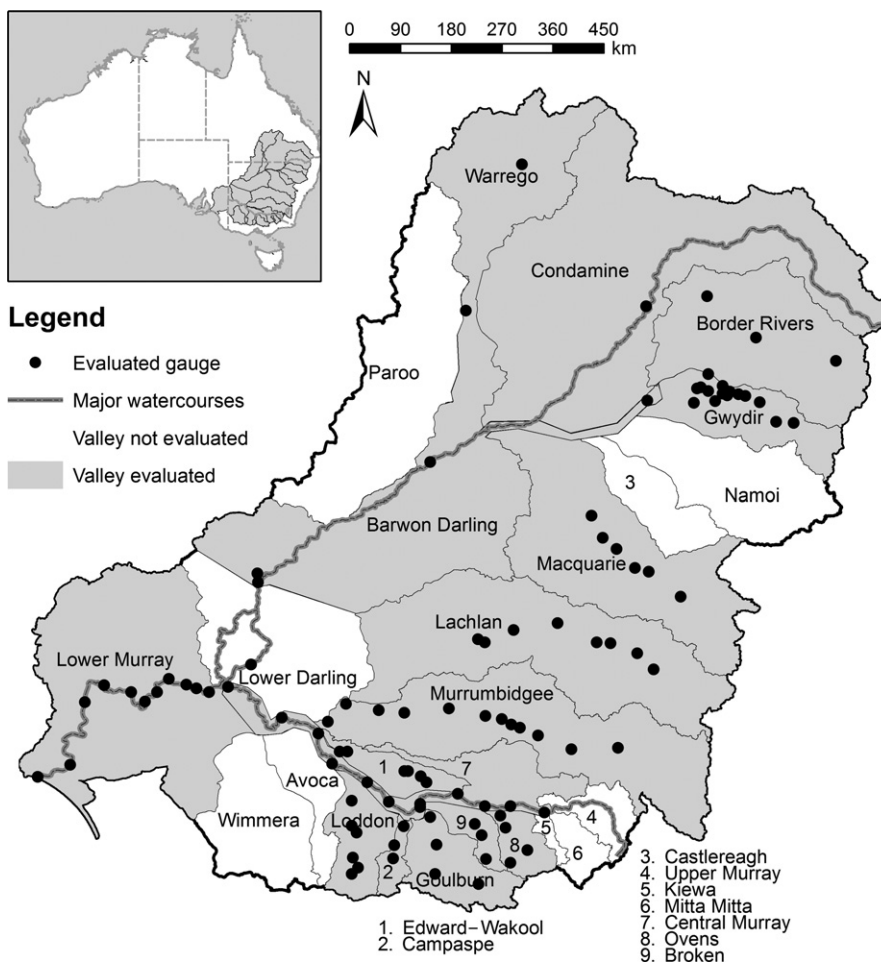 0 90 180 270 360 450
km
N
Warrego
Condamine
Legend
Border Rivers
Evaluated gauge
Paroo
Major watercourses
Gwydir
Valley not evaluated
Valley evaluated
3
Namoi
Barwon Darling
Macquarie
Lachlan
Lower Murray
Lower Darling
Murrumbidgee
1
7
Avoca
Wimmera
Loddon
9
5
4
8
6
2
Goulburn
3. Castlereagh
4. Upper Murray
5. Kiewa
6. Mitta Mitta
7. Central Murray
8. Ovens
9. Broken
1. Edward–Wakool
2. Campaspe